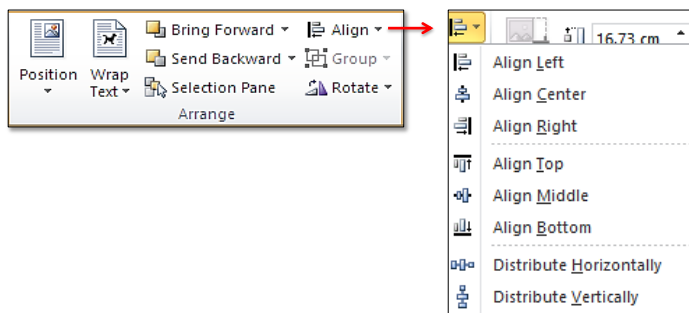 Bring Forward
Align
Send Backward
Group
Position
Wrap Text
Selection Pane
Rotate
Arrange
16.73 cm
Align Left
Align Center
Align Right
Align Top
Align Middle
Align Bottom
Distribute Horizontally
Distribute Vertically